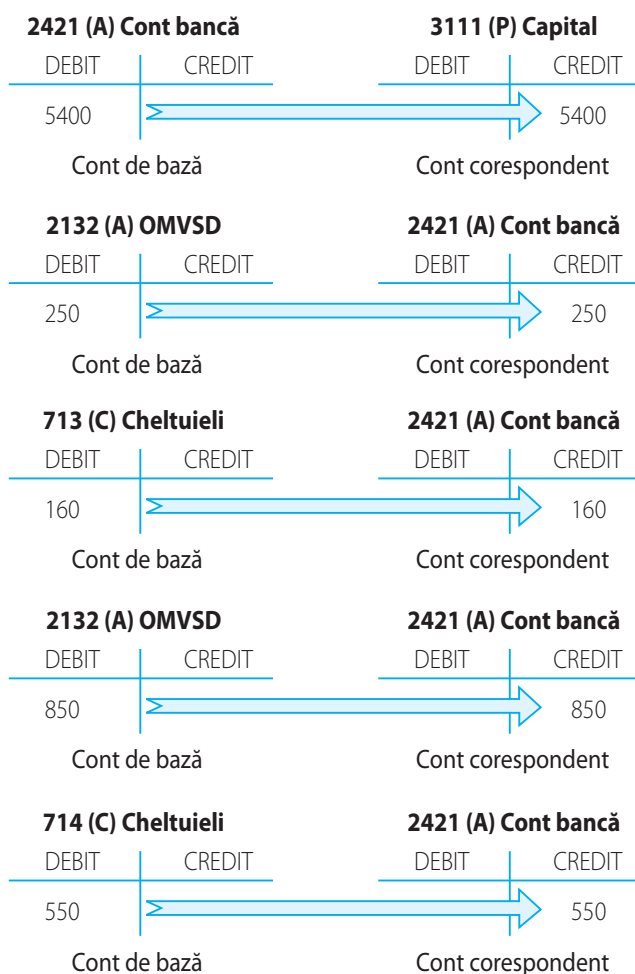 2421 (A) Cont bancă 3111 (P) Capital
DEBIT CREDIT DEBIT CREDIT
5400 5400
Cont de bază Cont corespondent
2132 (A) OMVSD 2421 (A) Cont bancă
DEBIT CREDIT DEBIT CREDIT
250 250
Cont de bază Cont corespondent
713 (C) Cheltuieli 2421 (A) Cont bancă
DEBIT CREDIT DEBIT CREDIT
160 160
Cont de bază Cont corespondent
2132 (A) OMVSD 2421 (A) Cont bancă
DEBIT CREDIT DEBIT CREDIT
850 850
Cont de bază Cont corespondent
714 (C) Cheltuieli 2421 (A) Cont bancă
DEBIT CREDIT DEBIT CREDIT
550 550
Cont de bază Cont corespondent